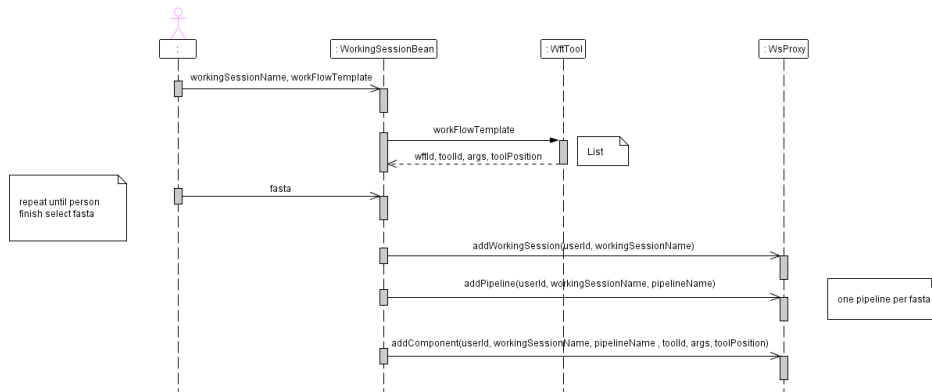 :
: WorkingSessionBean
: WftTool
: WsProxy
workingSessionName, workFlowTemplate
workFlowTemplate
List
wftId, toolId, args, toolPosition
fasta
repeat until person
finish select fasta
addWorkingSession(userId, workingSessionName)
addPipeline(userId, workingSessionName, pipelineName)
one pipeline per fasta
addComponent(userId, workingSessionName, pipelineName , toolId, args, toolPosition)